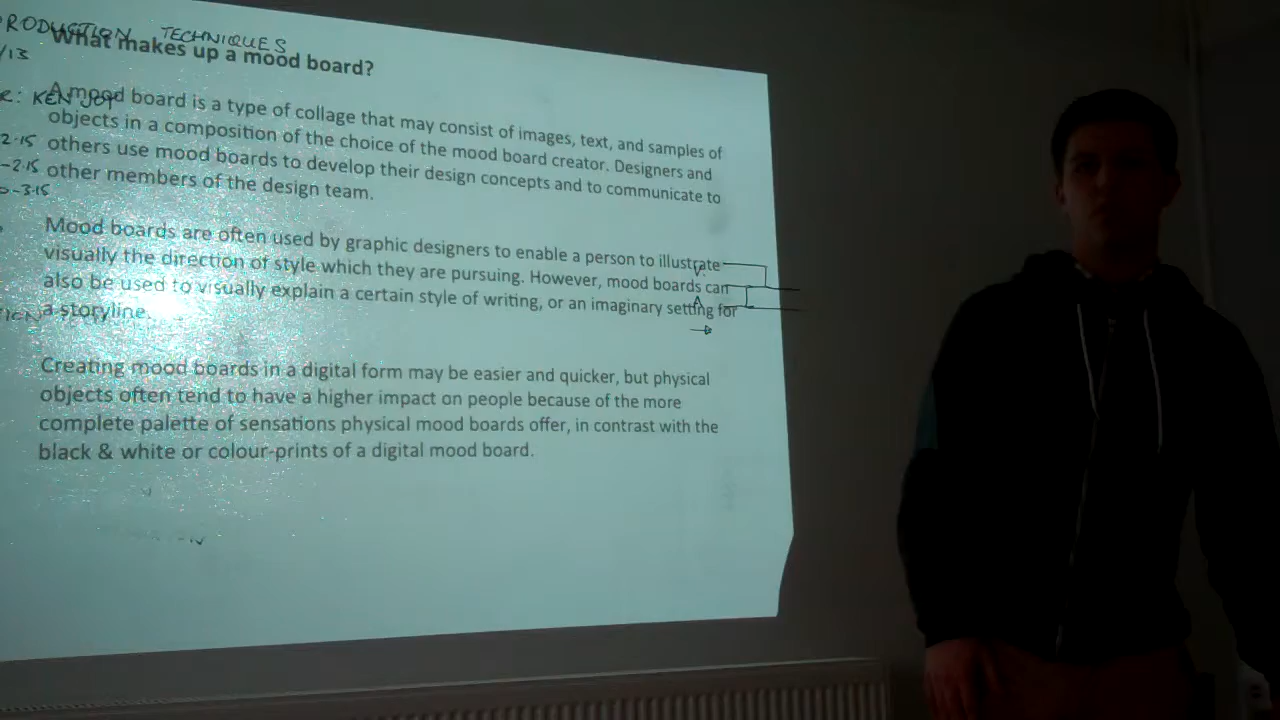 PRODUCTION TECHNIQUES
What makes up a mood board?
/13
KEN JOY
A mood board is a type of collage that may consist of images, text, and samples of
objects in a composition of the choice of the mood board creator. Designers and
2.15 others use mood boards to develop their design concepts and to communicate to
-2.15 other members of the design team.
-3.15
Mood boards are often used by graphic designers to enable a person to illustrate
visually the direction of style which they are pursuing. However, mood boards can
also be used to visually explain a certain style of writing, or an imaginary setting for
a storyline.
Creating mood boards in a digital form may be easier and quicker, but physical
objects often tend to have a higher impact on people because of the more
complete palette of sensations physical mood boards offer, in contrast with the
black & white or colour-prints of a digital mood board.